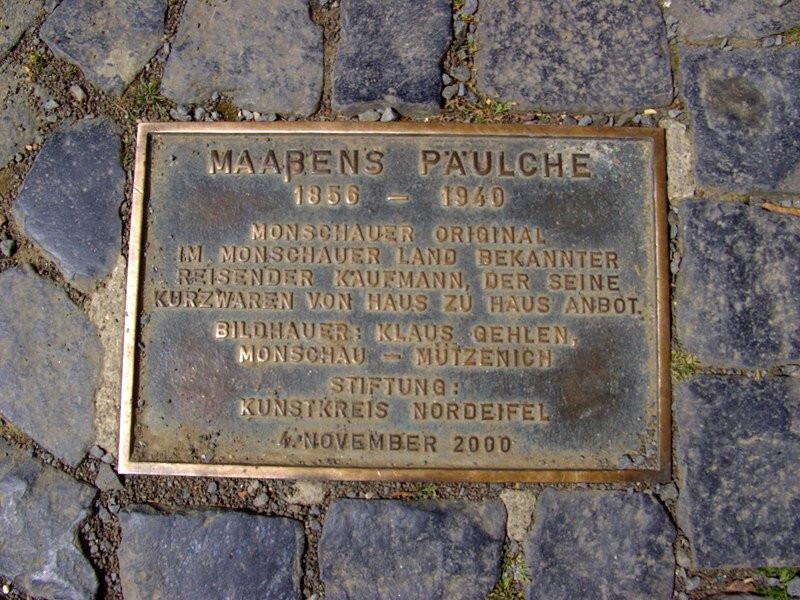 MAAßENS PÄULCHE
1856 – 1940
MONSCHAUER ORIGINAL
IM MONSCHAUER LAND BEKANNTER
REISENDER KAUFMANN, DER SEINE
KURZWAREN VON HAUS ZU HAUS ANBOT.
BILDHAUER: KLAUS GEHLEN,
MONSCHAU – MÜTZENICH
STIFTUNG:
KUNSTKREIS NORDEIFEL
4. NOVEMBER 2000